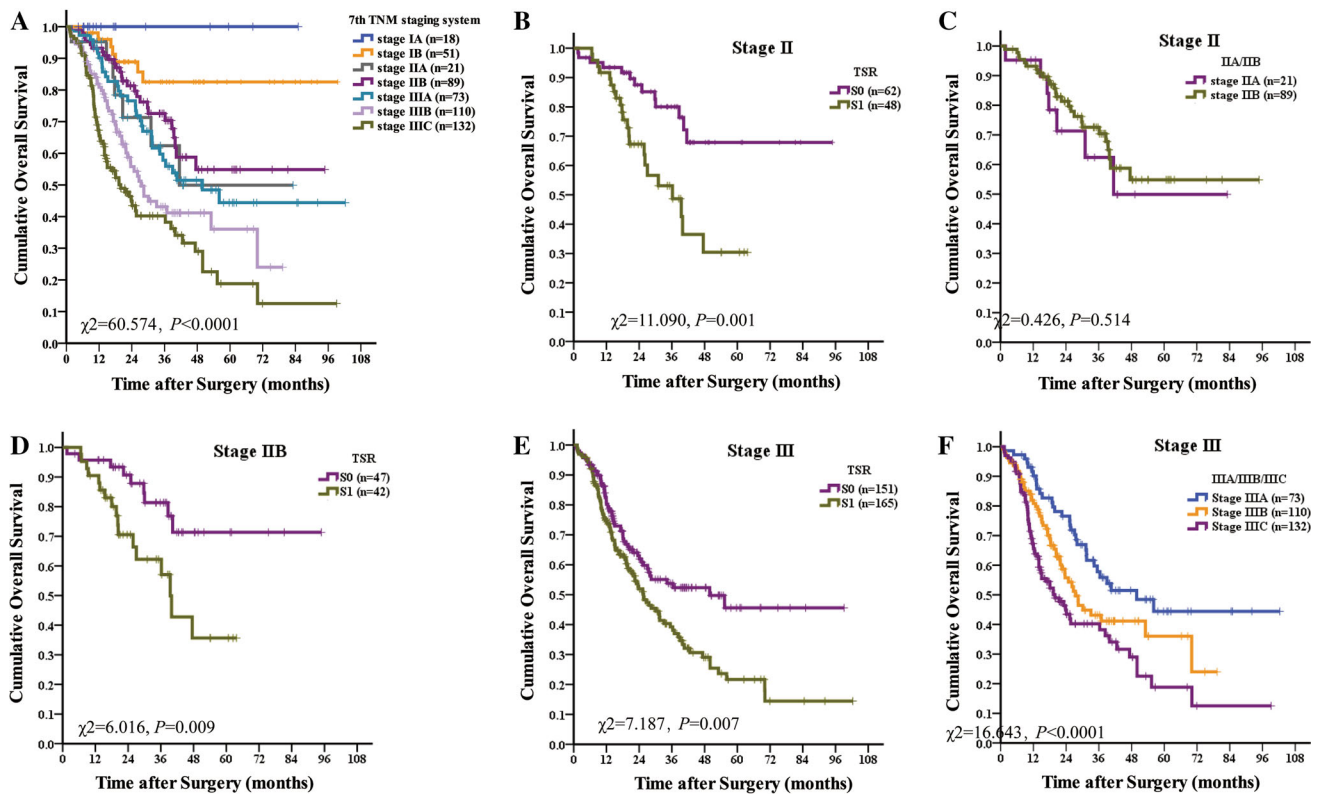 A
7th TNM staging system
stage IA (n=18)
stage IB (n=51)
stage IIA (n=21)
stage IIB (n=89)
stage IIIA (n=73)
stage IIIB (n=110)
stage IIIC (n=132)
Cumulative Overall Survival
1.0
0.9
0.8
0.7
0.6
0.5
0.4
0.3
0.2
0.1
0.0
χ2=60.574, P<0.0001
0 12 24 36 48 60 72 84 96 108
Time after Surgery (months)
B
Stage II
TSR
S0 (n=62)
S1 (n=48)
Cumulative Overall Survival
1.0
0.9
0.8
0.7
0.6
0.5
0.4
0.3
0.2
0.1
0.0
χ2=11.090, P=0.001
0 12 24 36 48 60 72 84 96 108
Time after Surgery (months)
C
Stage II
IIA/IIB
stage IIA (n=21)
stage IIB (n=89)
Cumulative Overall Survival
1.0
0.9
0.8
0.7
0.6
0.5
0.4
0.3
0.2
0.1
0.0
χ2=0.426, P=0.514
0 12 24 36 48 60 72 84 96 108
Time after Surgery (months)
D
Stage IIB
TSR
S0 (n=47)
S1 (n=42)
Cumulative Overall Survival
1.0
0.9
0.8
0.7
0.6
0.5
0.4
0.3
0.2
0.1
0.0
χ2=6.016, P=0.009
0 12 24 36 48 60 72 84 96 108
Time after Surgery (months)
E
Stage III
TSR
S0 (n=151)
S1 (n=165)
Cumulative Overall Survival
1.0
0.9
0.8
0.7
0.6
0.5
0.4
0.3
0.2
0.1
0.0
χ2=7.187, P=0.007
0 12 24 36 48 60 72 84 96 108
Time after Surgery (months)
F
Stage III
IIIA/IIIB/IIIC
Stage IIIA (n=73)
Stage IIIB (n=110)
Stage IIIC (n=132)
Cumulative Overall Survival
1.0
0.9
0.8
0.7
0.6
0.5
0.4
0.3
0.2
0.1
0.0
χ2=16.643, P<0.0001
0 12 24 36 48 60 72 84 96 108
Time after Surgery (months)